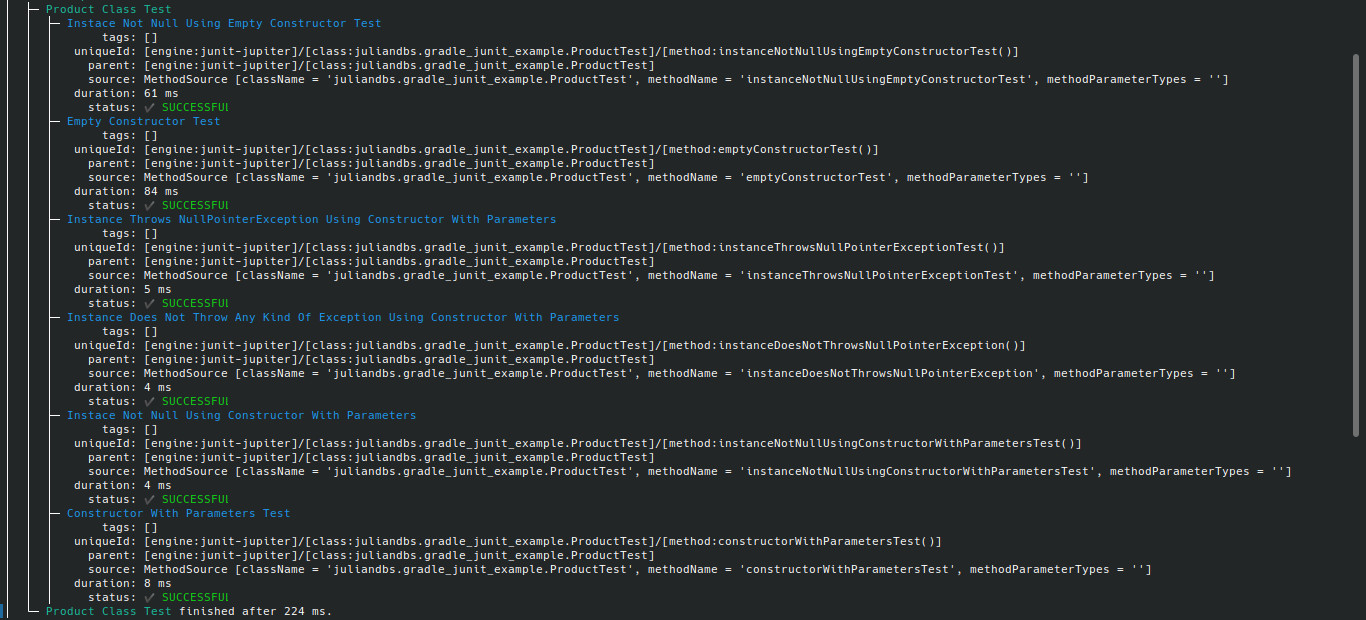 Product Class Test
Instace Not Null Using Empty Constructor Test
tags: []
uniqueId: [engine:junit-jupiter]/[class:juliandbs.gradle_junit_example.ProductTest]/[method:instanceNotNullUsingEmptyConstructorTest()]
parent: [engine:junit-jupiter]/[class:juliandbs.gradle_junit_example.ProductTest]
source: MethodSource [className = 'juliandbs.gradle_junit_example.ProductTest', methodName = 'instanceNotNullUsingEmptyConstructorTest', methodParameterTypes = '']
duration: 61 ms
status: ✔ SUCCESSFUL
Empty Constructor Test
tags: []
uniqueId: [engine:junit-jupiter]/[class:juliandbs.gradle_junit_example.ProductTest]/[method:emptyConstructorTest()]
parent: [engine:junit-jupiter]/[class:juliandbs.gradle_junit_example.ProductTest]
source: MethodSource [className = 'juliandbs.gradle_junit_example.ProductTest', methodName = 'emptyConstructorTest', methodParameterTypes = '']
duration: 84 ms
status: ✔ SUCCESSFUL
Instance Throws NullPointerException Using Constructor With Parameters
tags: []
uniqueId: [engine:junit-jupiter]/[class:juliandbs.gradle_junit_example.ProductTest]/[method:instanceThrowsNullPointerExceptionTest()]
parent: [engine:junit-jupiter]/[class:juliandbs.gradle_junit_example.ProductTest]
source: MethodSource [className = 'juliandbs.gradle_junit_example.ProductTest', methodName = 'instanceThrowsNullPointerExceptionTest', methodParameterTypes = '']
duration: 5 ms
status: ✔ SUCCESSFUL
Instance Does Not Throw Any Kind Of Exception Using Constructor With Parameters
tags: []
uniqueId: [engine:junit-jupiter]/[class:juliandbs.gradle_junit_example.ProductTest]/[method:instanceDoesNotThrowsNullPointerException()]
parent: [engine:junit-jupiter]/[class:juliandbs.gradle_junit_example.ProductTest]
source: MethodSource [className = 'juliandbs.gradle_junit_example.ProductTest', methodName = 'instanceDoesNotThrowsNullPointerException', methodParameterTypes = '']
duration: 4 ms
status: ✔ SUCCESSFUL
Instace Not Null Using Constructor With Parameters
tags: []
uniqueId: [engine:junit-jupiter]/[class:juliandbs.gradle_junit_example.ProductTest]/[method:instanceNotNullUsingConstructorWithParametersTest()]
parent: [engine:junit-jupiter]/[class:juliandbs.gradle_junit_example.ProductTest]
source: MethodSource [className = 'juliandbs.gradle_junit_example.ProductTest', methodName = 'instanceNotNullUsingConstructorWithParametersTest', methodParameterTypes = '']
duration: 4 ms
status: ✔ SUCCESSFUL
Constructor With Parameters Test
tags: []
uniqueId: [engine:junit-jupiter]/[class:juliandbs.gradle_junit_example.ProductTest]/[method:constructorWithParametersTest()]
parent: [engine:junit-jupiter]/[class:juliandbs.gradle_junit_example.ProductTest]
source: MethodSource [className = 'juliandbs.gradle_junit_example.ProductTest', methodName = 'constructorWithParametersTest', methodParameterTypes = '']
duration: 8 ms
status: ✔ SUCCESSFUL
Product Class Test finished after 224 ms.